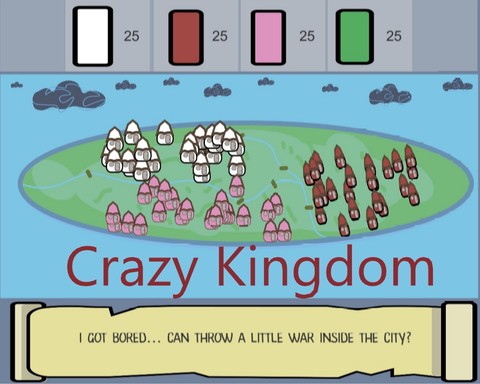 25 25 25 25
Crazy Kingdom
I GOT BORED... CAN THROW A LITTLE WAR INSIDE THE CITY?